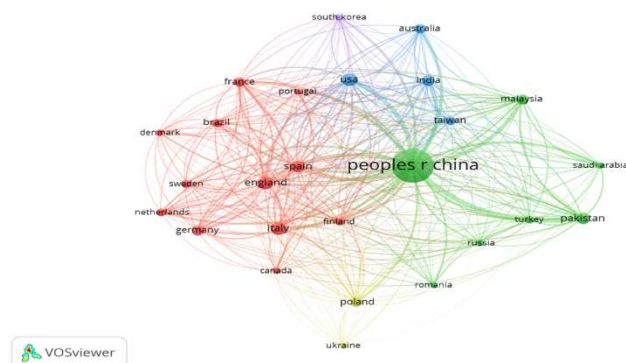 south korea
australia
france
usa
india
portugal
malaysia
brazil
taiwan
denmark
peoples r china
saudi arabia
spain
sweden
england
netherlands
finland
turkey
pakistan
germany
italy
russia
canada
romania
poland
ukraine
VOSviewer